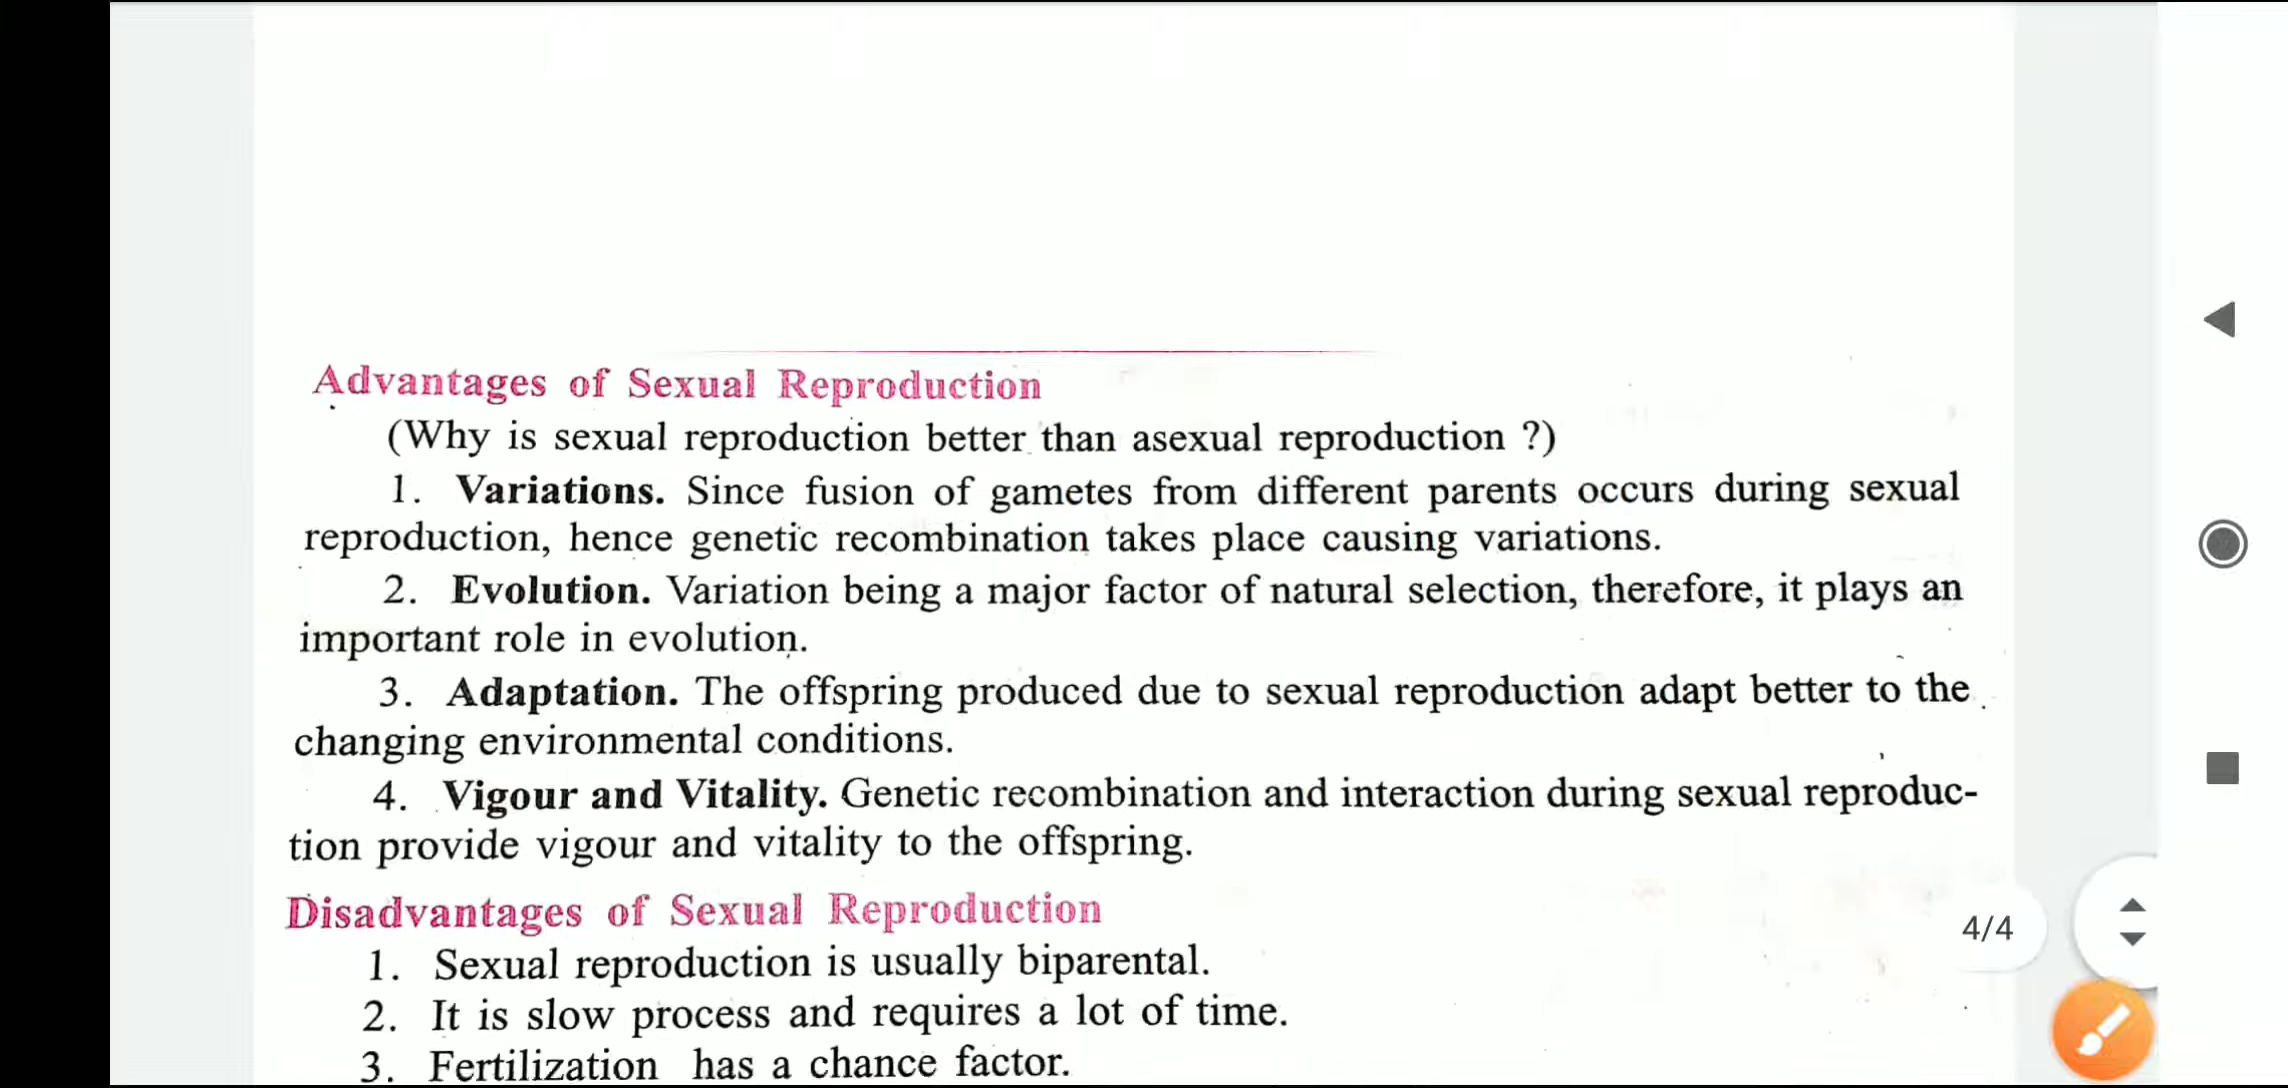 Advantages of Sexual Reproduction
(Why is sexual reproduction better than asexual reproduction ?)
1. Variations. Since fusion of gametes from different parents occurs during sexual
reproduction, hence genetic recombination takes place causing variations.
2. Evolution. Variation being a major factor of natural selection, therefore, it plays an
important role in evolution.
3. Adaptation. The offspring produced due to sexual reproduction adapt better to the
changing environmental conditions.
4. Vigour and Vitality. Genetic recombination and interaction during sexual reproduc-
tion provide vigour and vitality to the offspring.
Disadvantages of Sexual Reproduction
4/4
1. Sexual reproduction is usually biparental.
2. It is slow process and requires a lot of time.
3. Fertilization has a chance factor.